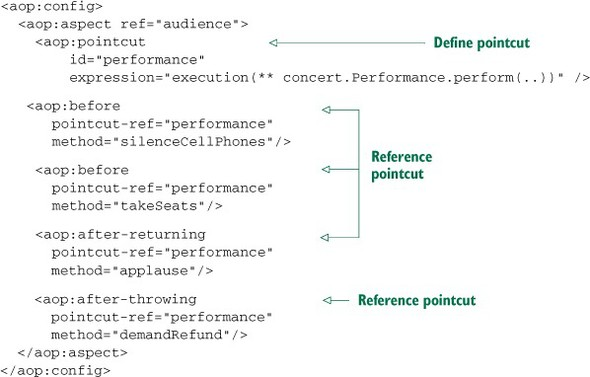 <aop:config>
<aop:aspect ref="audience">
<aop:pointcut
Define pointcut
id="performance"
expression="execution(** concert.Performance.perform(..))" />
<aop:before
pointcut-ref="performance"
method="silenceCellPhones"/>
Reference
pointcut
<aop:before
pointcut-ref="performance"
method="takeSeats"/>
<aop:after-returning
pointcut-ref="performance"
method="applause"/>
<aop:after-throwing
Reference pointcut
pointcut-ref="performance"
method="demandRefund"/>
</aop:aspect>
</aop:config>